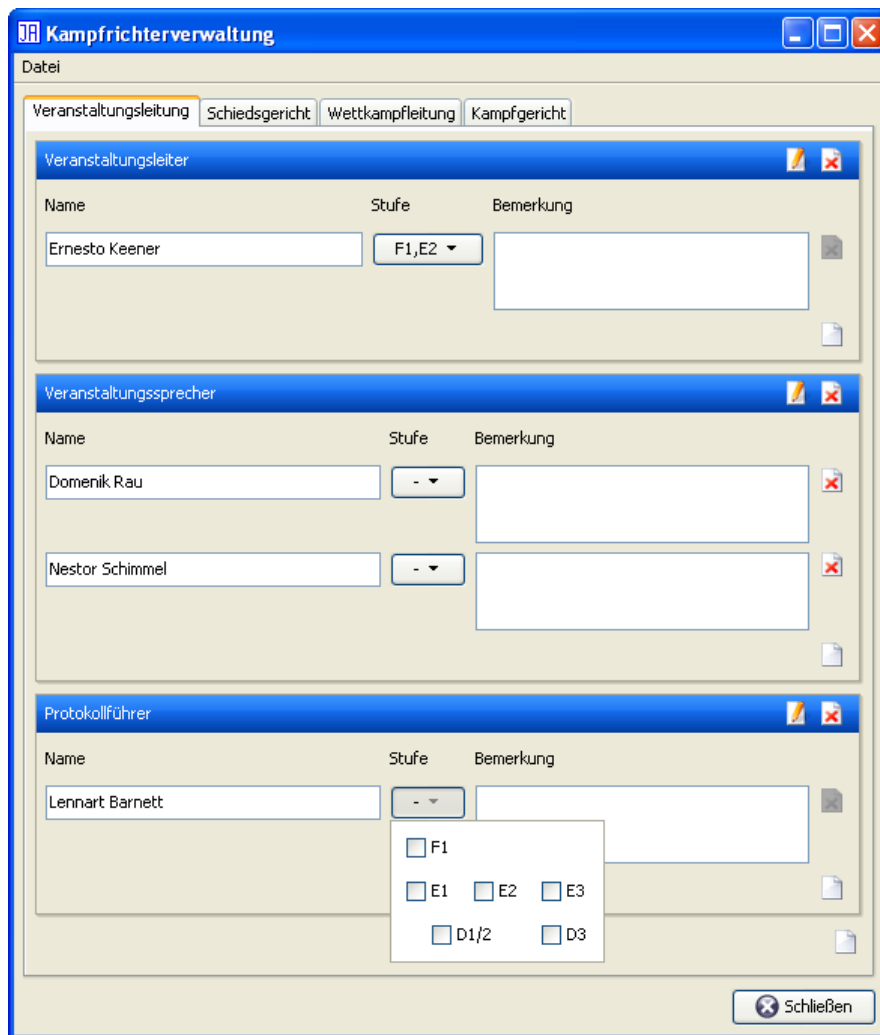 JA Kampfrichterverwaltung
Datei
Veranstaltungsleitung Schiedsgericht Wettkampfleitung Kampfgericht
Veranstaltungsleiter
Name Stufe Bemerkung
Ernesto Keener F1,E2
Veranstaltungssprecher
Name Stufe Bemerkung
Domenik Rau -
Nestor Schimmel -
Protokollführer
Name Stufe Bemerkung
Lennart Barnett -
F1
E1 E2 E3
D1/2 D3
Schließen